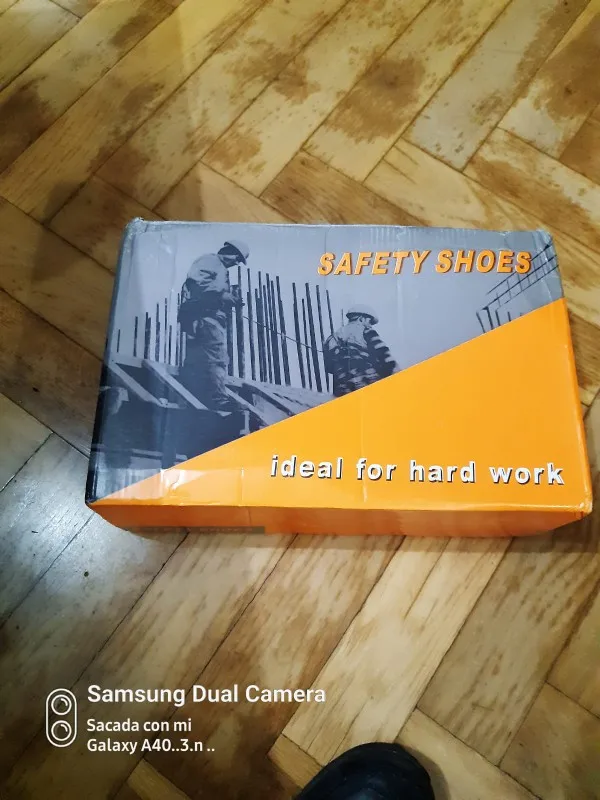 SAFETY SHOES
ideal for hard work
Samsung Dual Camera
Sacada con mi
Galaxy A40..3.n ..